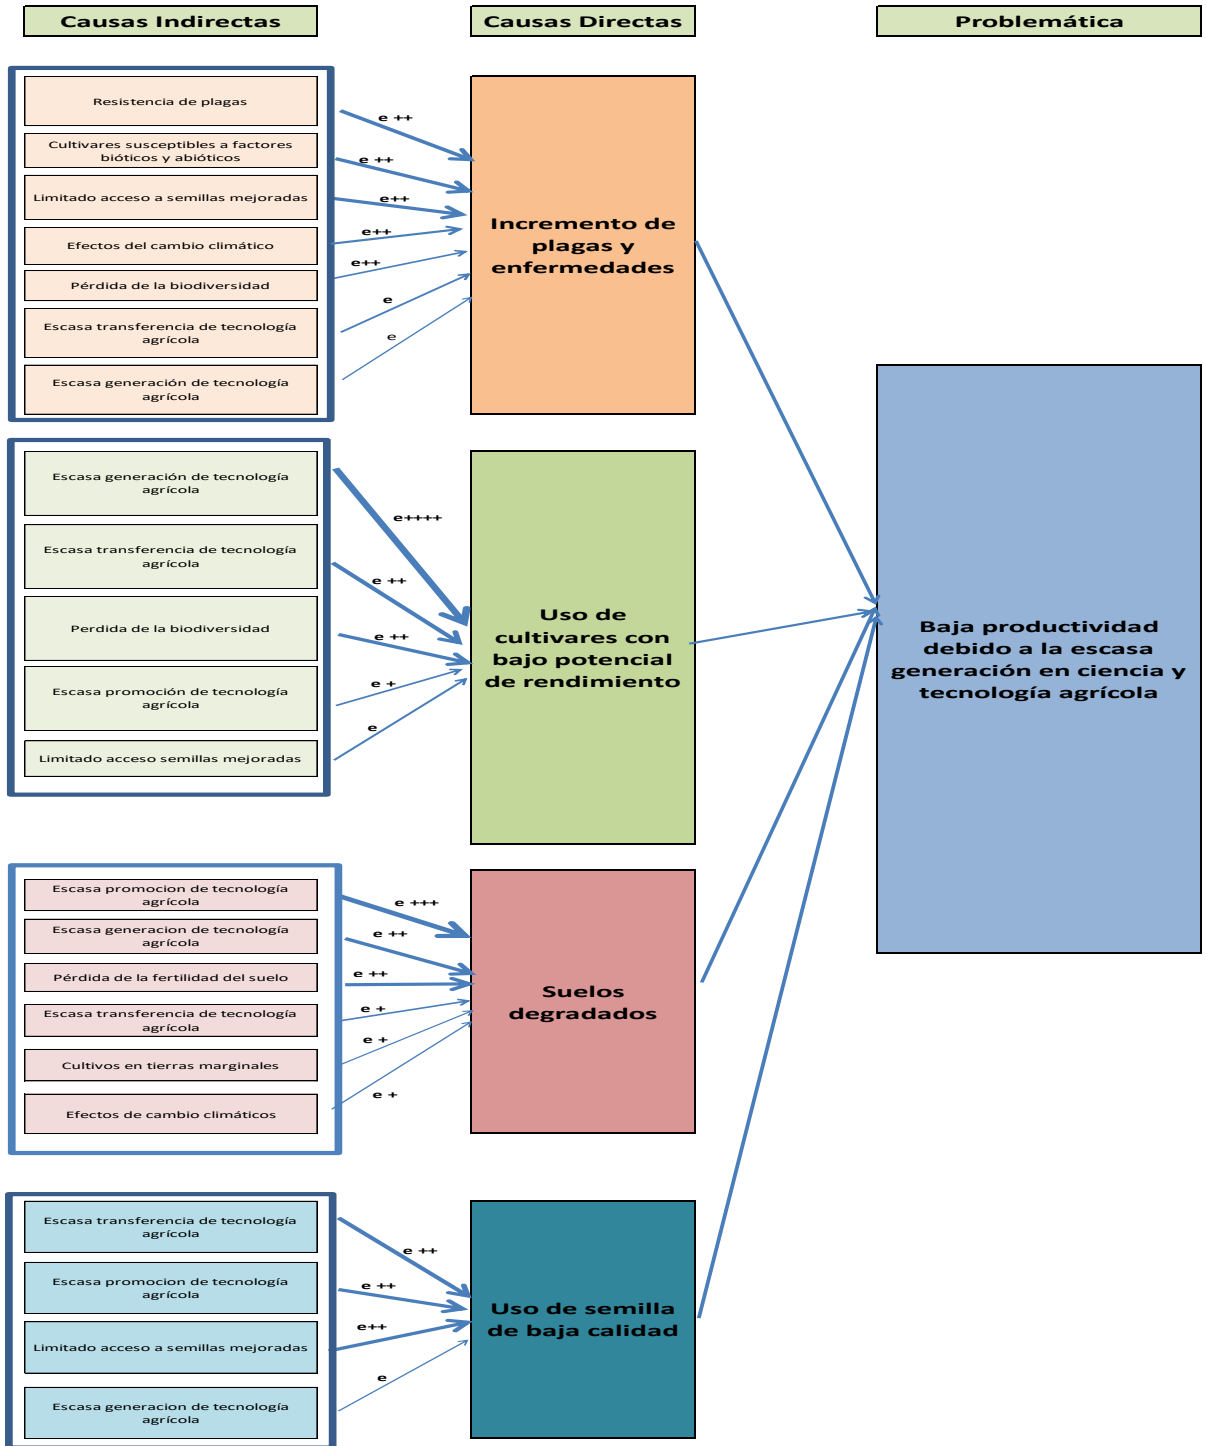 Causas Indirectas
Causas Directas
Problemática
Resistencia de plagas
Cultivares susceptibles a factores
bióticos y abióticos
Limitado acceso a semillas mejoradas
Efectos del cambio climático
Pérdida de la biodiversidad
Escasa transferencia de tecnología
agrícola
Escasa generación de tecnología
agrícola
e ++
e ++
e++
e++
e++
e
e
Incremento de
plagas y
enfermedades
Escasa generación de tecnología
agrícola
Escasa transferencia de tecnología
agrícola
Perdida de la biodiversidad
Escasa promoción de tecnología
agrícola
Limitado acceso semillas mejoradas
e++++
e ++
e ++
e +
e
Uso de
cultivares con
bajo potencial
de rendimiento
Baja productividad
debido a la escasa
generación en ciencia y
tecnología agrícola
Escasa promocion de tecnología
agrícola
Escasa generacion de tecnología
agrícola
Pérdida de la fertilidad del suelo
Escasa transferencia de tecnología
agrícola
Cultivos en tierras marginales
Efectos de cambio climáticos
e +++
e ++
e ++
e +
e +
e +
Suelos
degradados
Escasa transferencia de tecnología
agrícola
Escasa promocion de tecnología
agrícola
Limitado acceso a semillas mejoradas
Escasa generacion de tecnología
agrícola
e ++
e ++
e++
e
Uso de semilla
de baja calidad